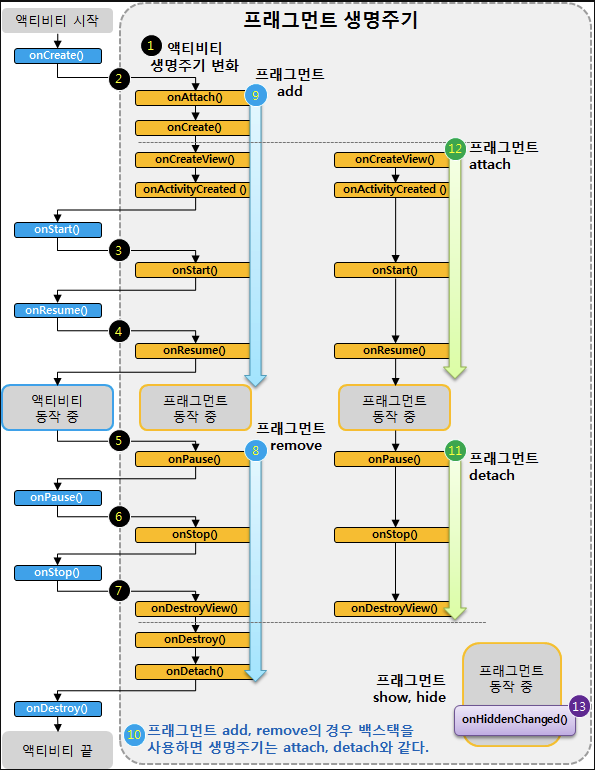 프래그먼트 생명주기
액티비티 시작
onCreate()
1 액티비티
생명주기 변화
2
프래그먼트
add
9
onAttach()
onCreate()
onCreateView()
onActivityCreated ()
12 프래그먼트
attach
onCreateView()
onActivityCreated ()
onStart()
3
onStart()
onStart()
onResume()
4
onResume()
onResume()
액티비티
동작 중
프래그먼트
동작 중
프래그먼트
동작 중
5
프래그먼트
remove
8
onPause()
11 프래그먼트
detach
onPause()
onPause()
6
onStop()
onStop()
onStop()
7
onDestroyView()
onDestroyView()
onDestroy()
onDetach()
onDestroy()
액티비티 끝
프래그먼트
show, hide
프래그먼트
동작 중
13
onHiddenChanged()
10 프래그먼트 add, remove의 경우 백스택을
사용하면 생명주기는 attach, detach와 같다.